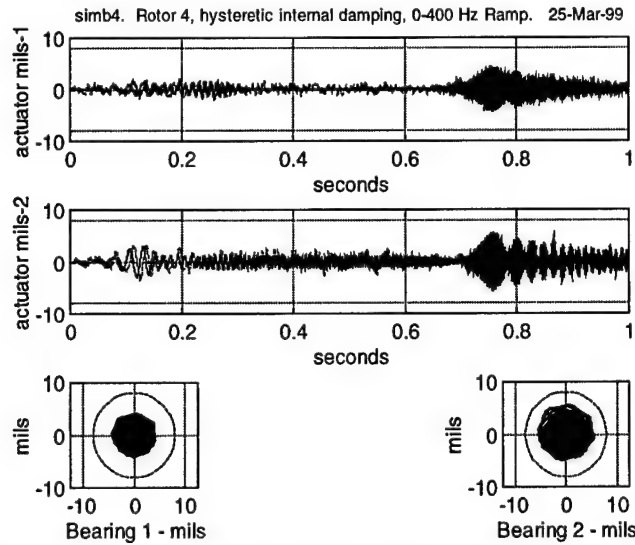 simb4. Rotor 4, hysteretic internal damping, 0-400 Hz Ramp. 25-Mar-99
actuator mils-1
10
0
-10
0 0.2 0.4 0.6 0.8 1
seconds
actuator mils-2
10
0
-10
0 0.2 0.4 0.6 0.8 1
seconds
mils
10
0
-10
-10 0 10
Bearing 1 - mils
mils
10
0
-10
-10 0 10
Bearing 2 - mils